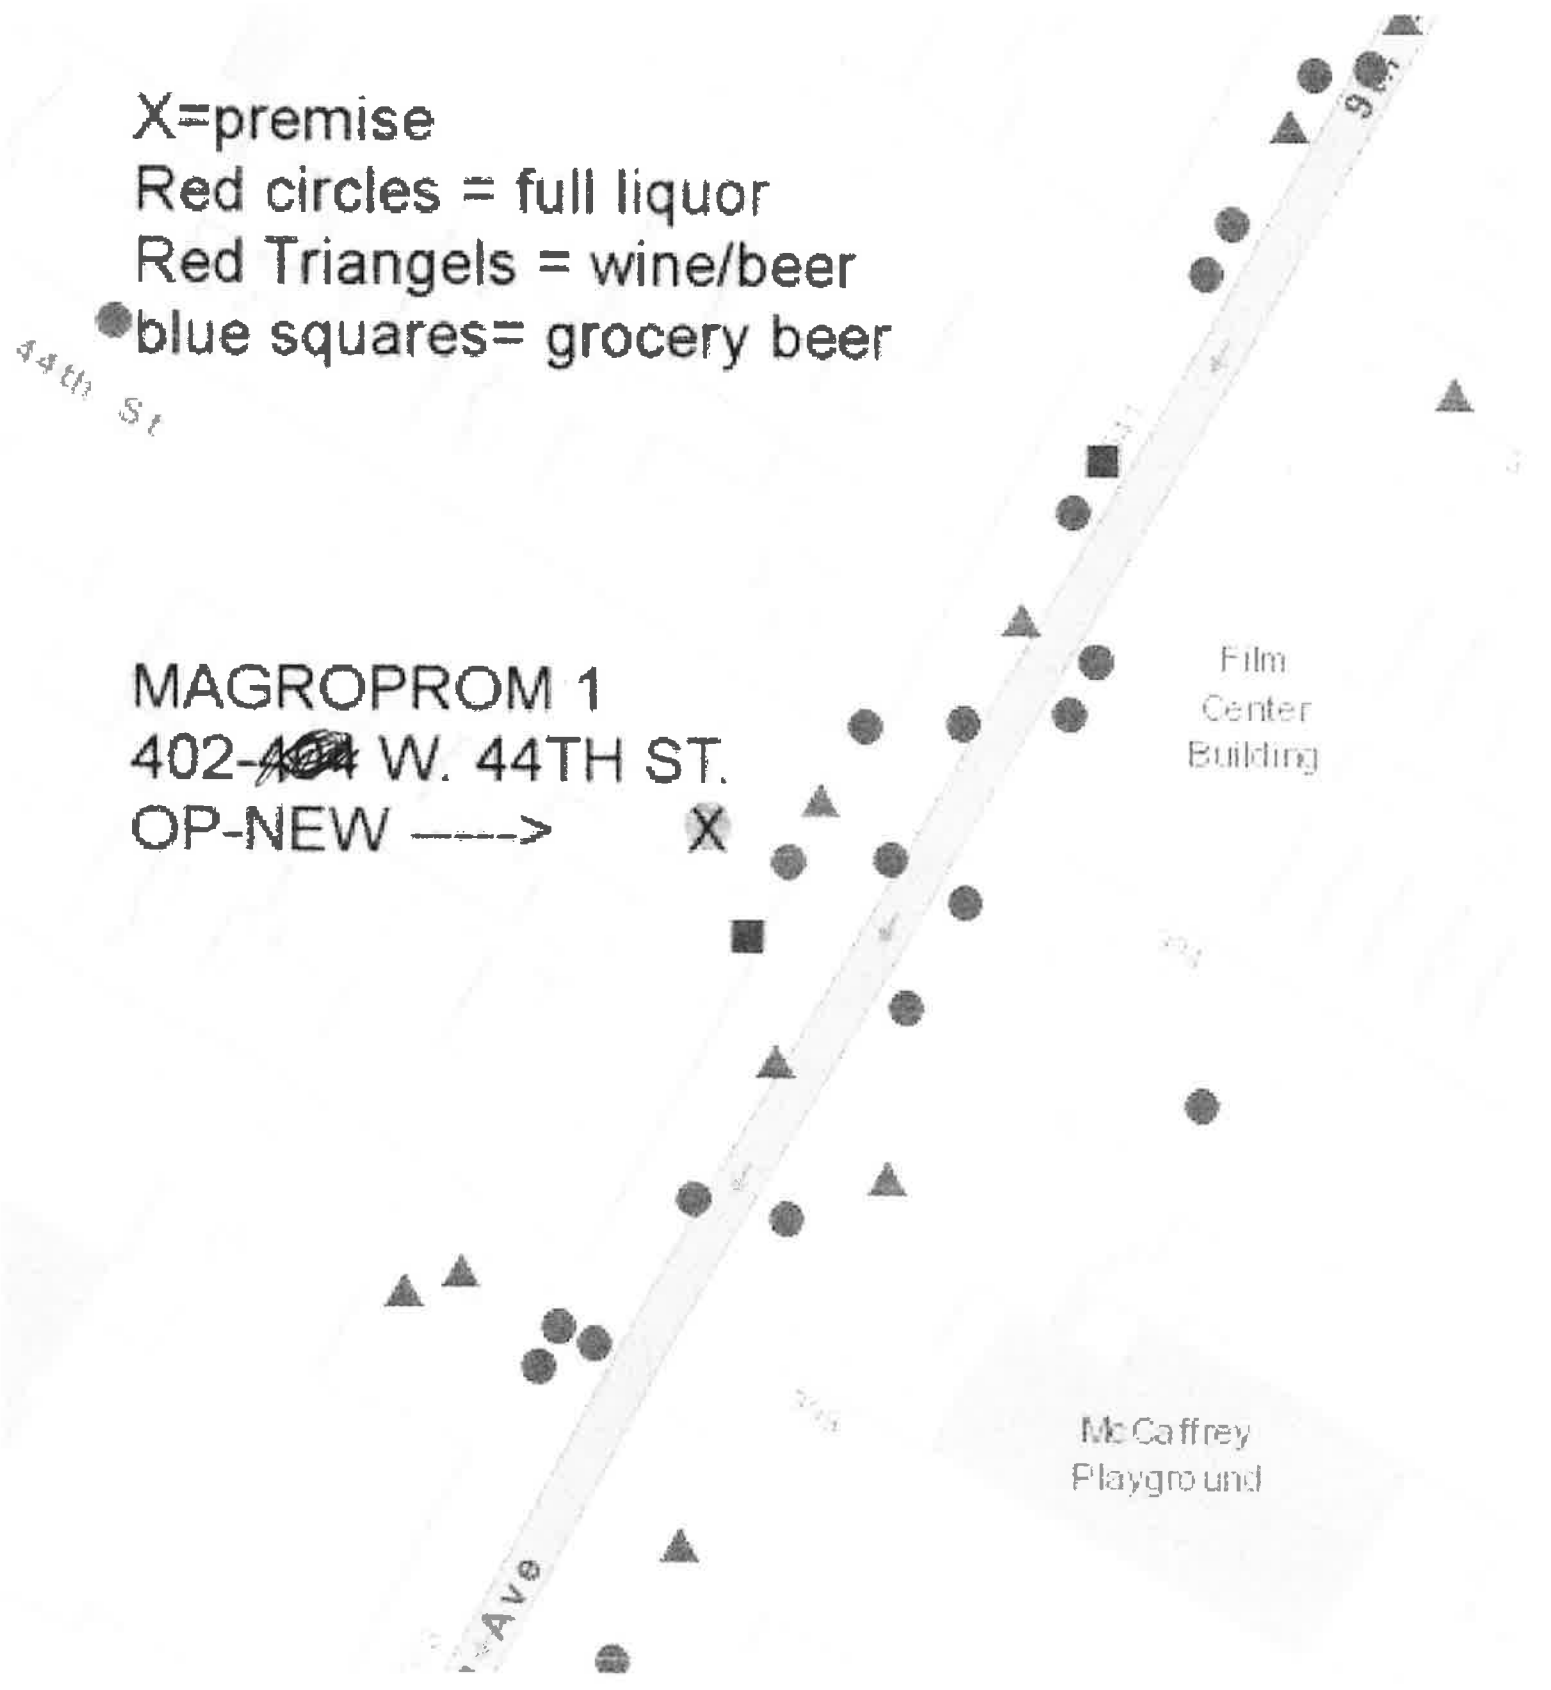 X=premise
Red circles = full liquor
Red Triangels = wine/beer
blue squares= grocery beer
44th St
MAGROPROM 1
402- W. 44TH ST.
OP-NEW ---->
X
Film
Center
Building
McCaffrey
Playground
Ave